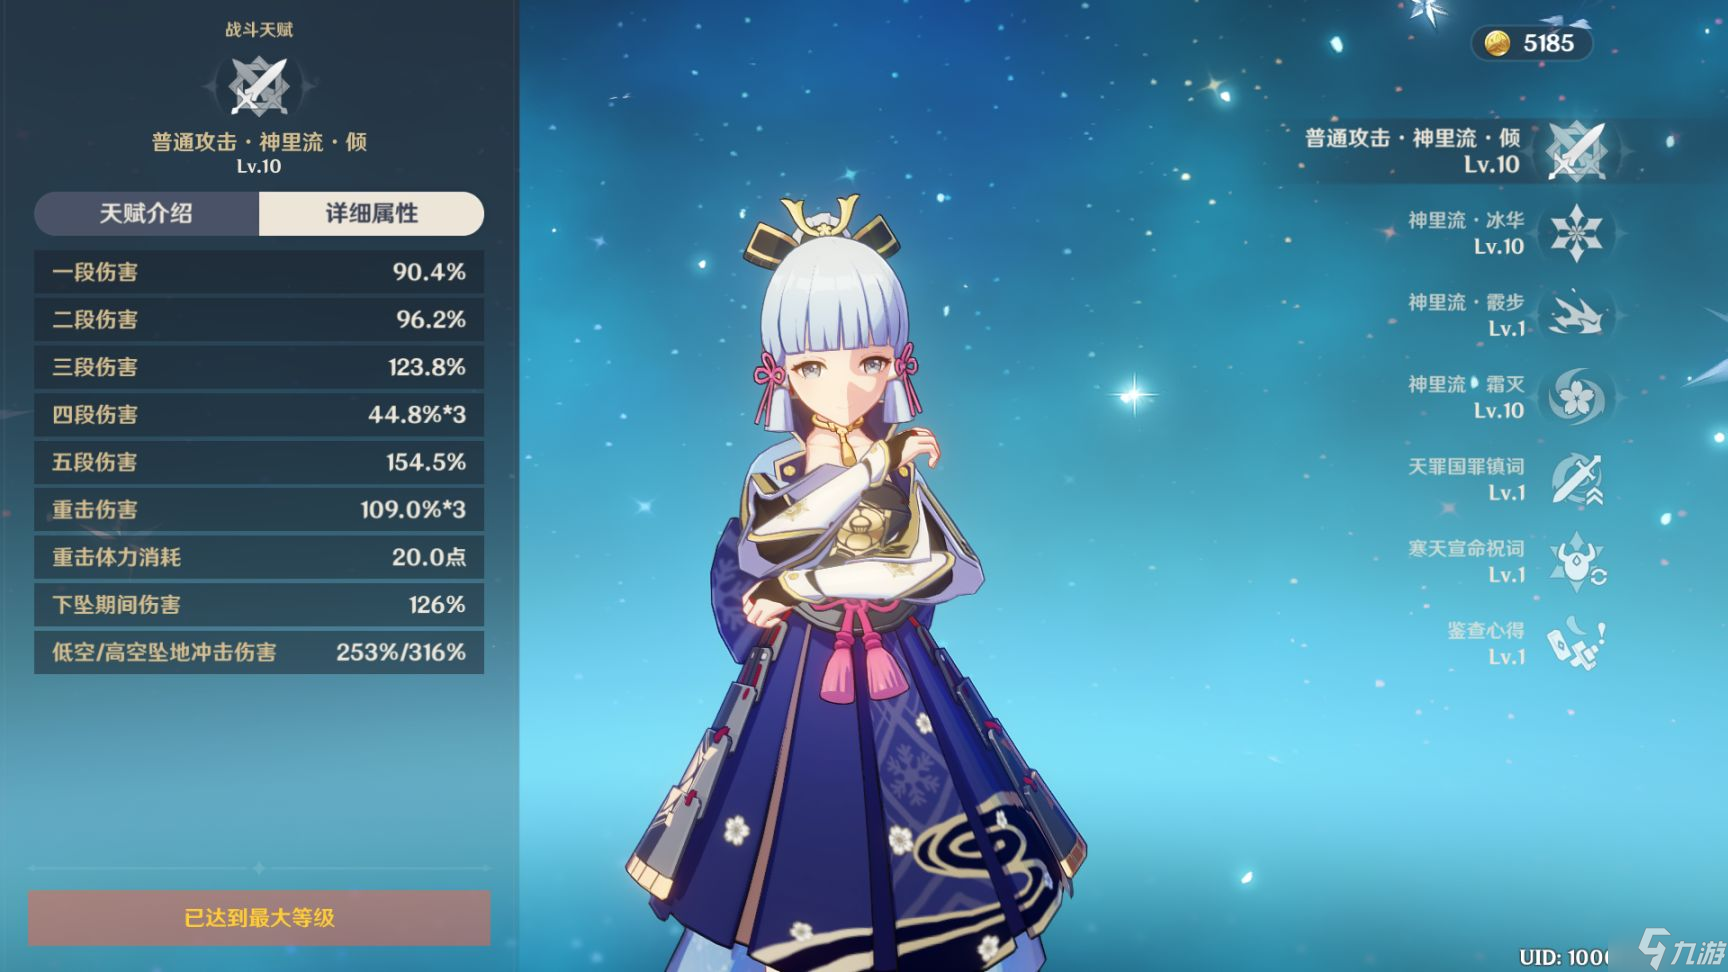 战斗天赋
普通攻击·神里流·倾
Lv.10
天赋介绍 详细属性
一段伤害 90.4%
二段伤害 96.2%
三段伤害 123.8%
四段伤害 44.8%*3
五段伤害 154.5%
重击伤害 109.0%*3
重击体力消耗 20.0点
下坠期间伤害 126%
低空/高空坠地冲击伤害 253%/316%
已达到最大等级
5185
普通攻击·神里流·倾
Lv.10
神里流·冰华
Lv.10
神里流·霰步
Lv.1
神里流·霜灭
Lv.10
天罪国罪镇词
Lv.1
寒天宣命祝词
Lv.1
鉴查心得
Lv.1
UID: 100
九游